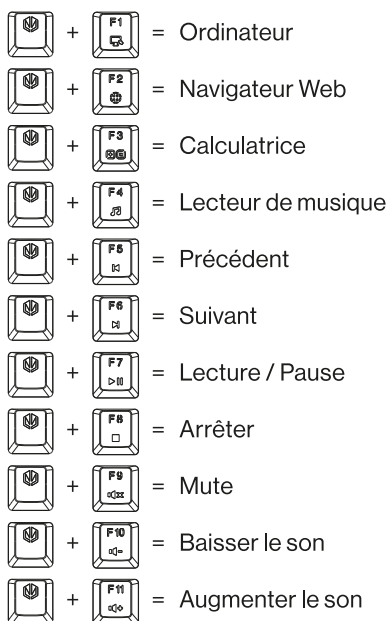 + F1 = Ordinateur
+ F2 = Navigateur Web
+ F3 = Calculatrice
+ F4 = Lecteur de musique
+ F5 = Précédent
+ F6 = Suivant
+ F7 = Lecture / Pause
+ F8 = Arrêter
+ F9 = Mute
+ F10 = Baisser le son
+ F11 = Augmenter le son